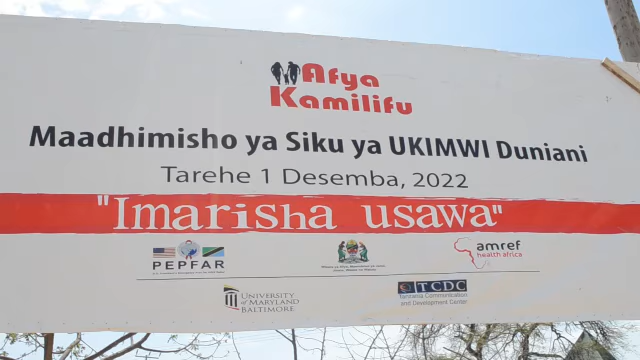 Afya
Kamilifu
Maadhimisho ya Siku ya UKIMWI Duniani
Tarehe 1 Desemba, 2022
"Imarisha usawa"
PEPFAR
amref
health africa
UNIVERSITY
of MARYLAND
BALTIMORE
TCDC
Tanzania Communication
and Development Center